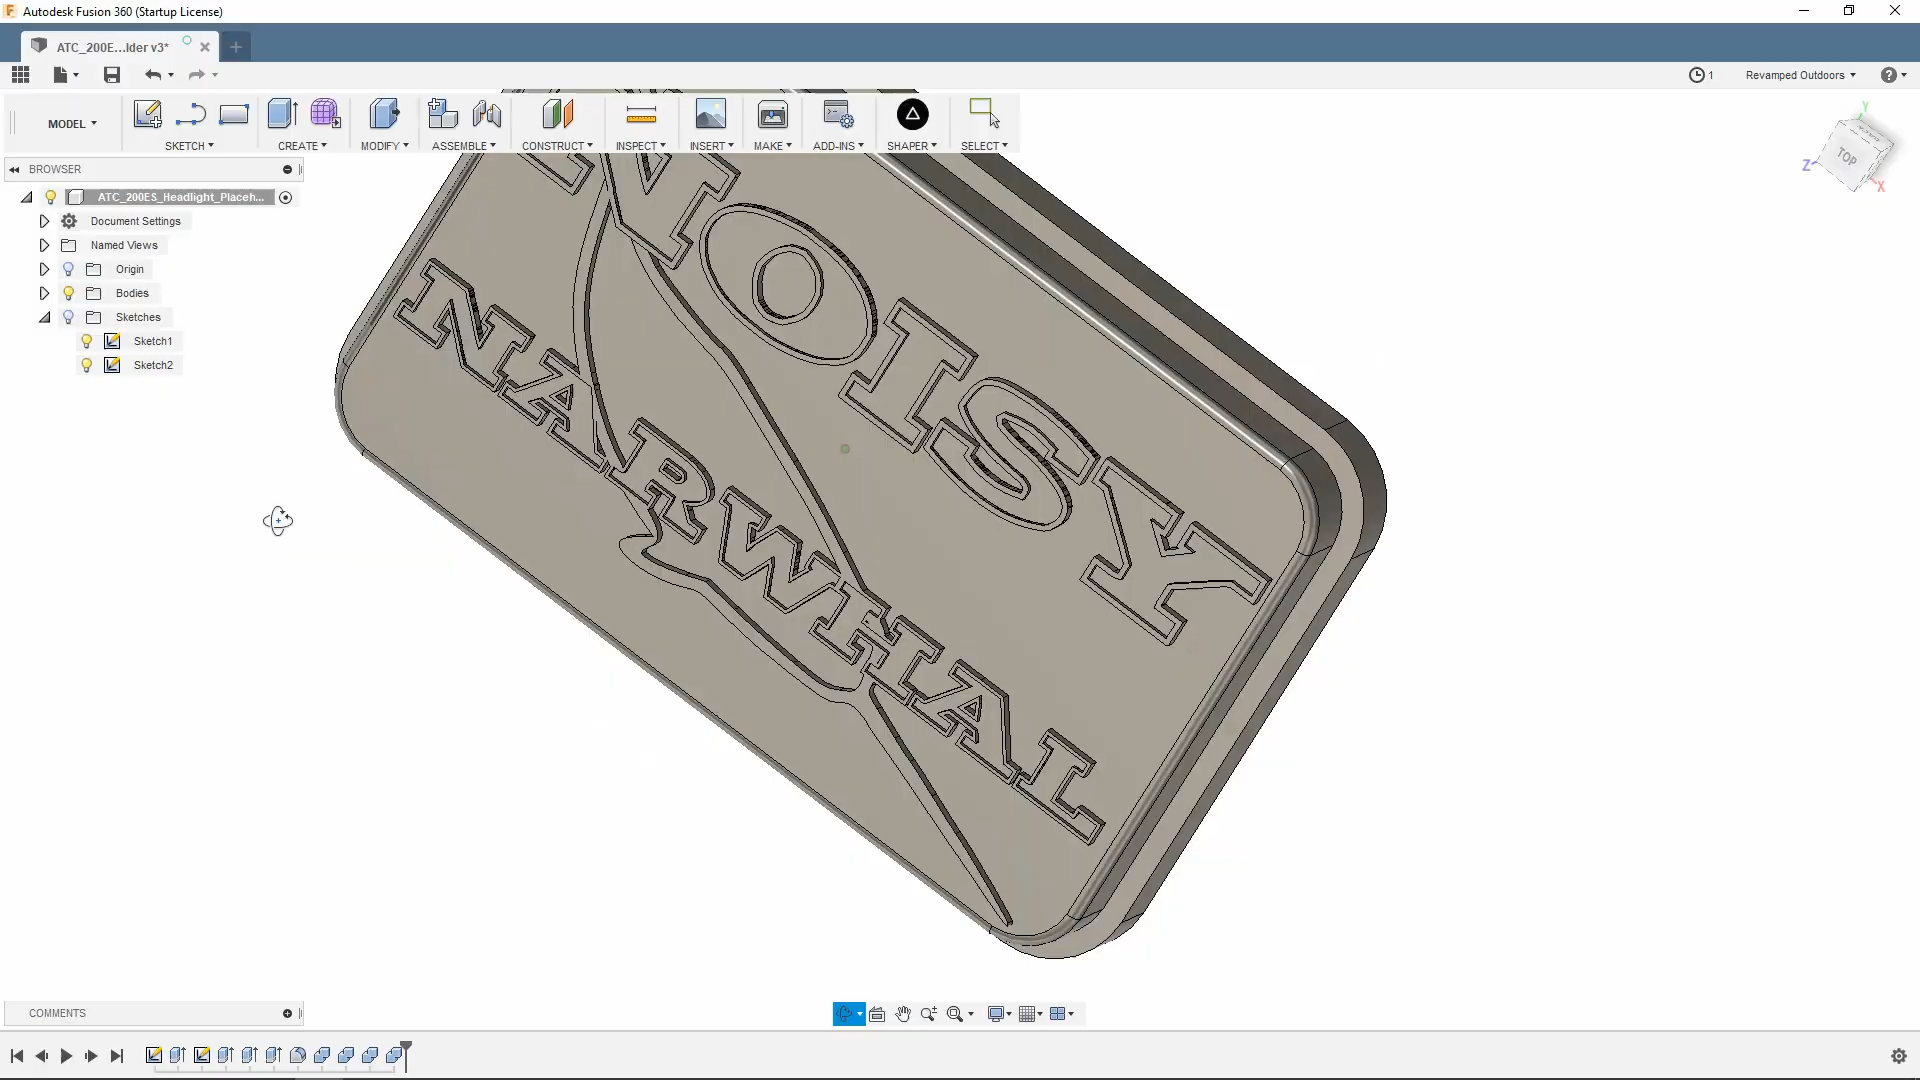 Autodesk Fusion 360 (Startup License)
ATC_200E...lder v3*
1
Revamped Outdoors
MODEL
SKETCH
CREATE
MODIFY
ASSEMBLE
CONSTRUCT
INSPECT
INSERT
MAKE
ADD-INS
SHAPER
SELECT
BROWSER
ATC_200ES_Headlight_Placeh...
Document Settings
Named Views
Origin
Bodies
Sketches
Sketch1
Sketch2
NOISY
NARWHAL
Y
TOP
Z
X
COMMENTS